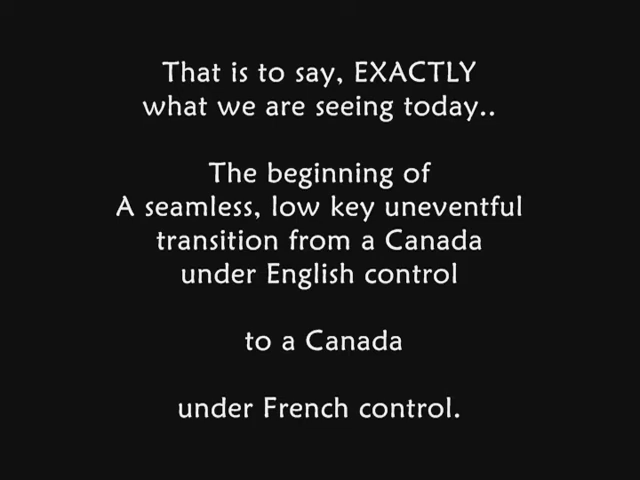 That is to say, EXACTLY
what we are seeing today..
The beginning of
A seamless, low key uneventful
transition from a Canada
under English control
to a Canada
under French control.